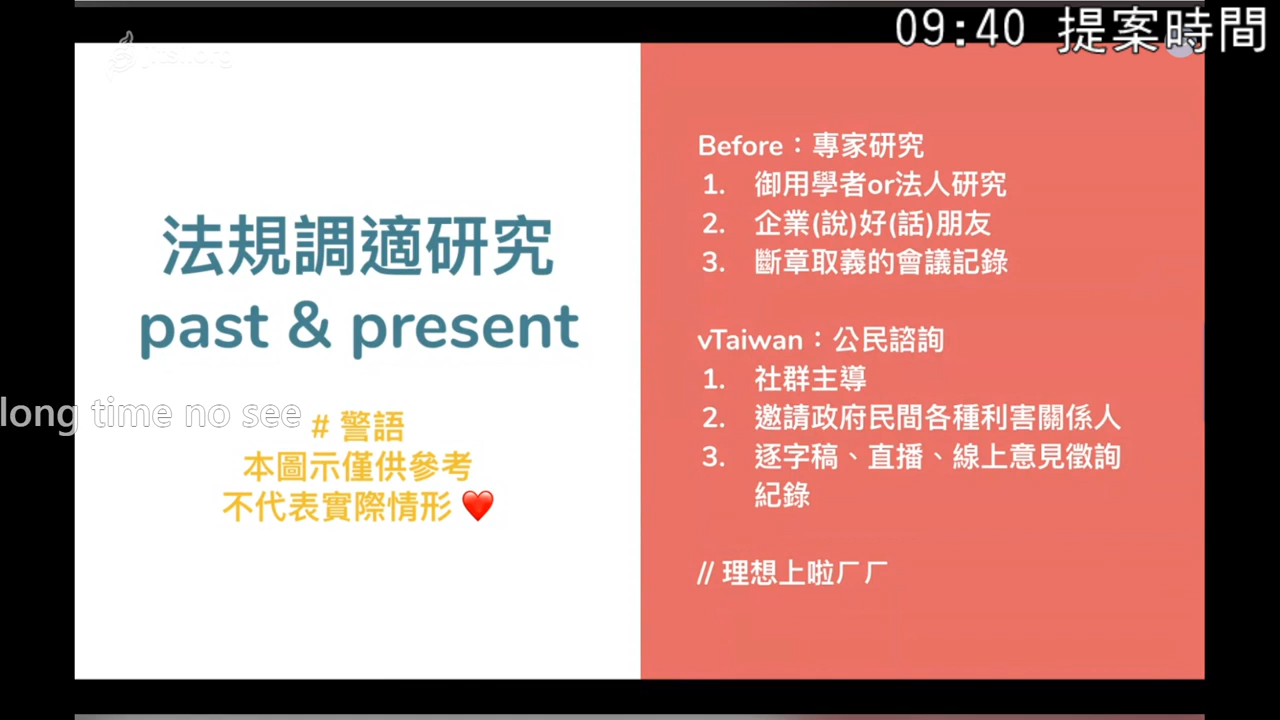 09:40 提案時間
法規調適研究
past & present
long time no see
# 警語
本圖示僅供參考
不代表實際情形 ❤️
Before：專家研究
1. 御用學者or法人研究
2. 企業(說)好(話)朋友
3. 斷章取義的會議記錄
vTaiwan：公民諮詢
1. 社群主導
2. 邀請政府民間各種利害關係人
3. 逐字稿、直播、線上意見徵詢
紀錄
// 理想上啦ㄏㄏ